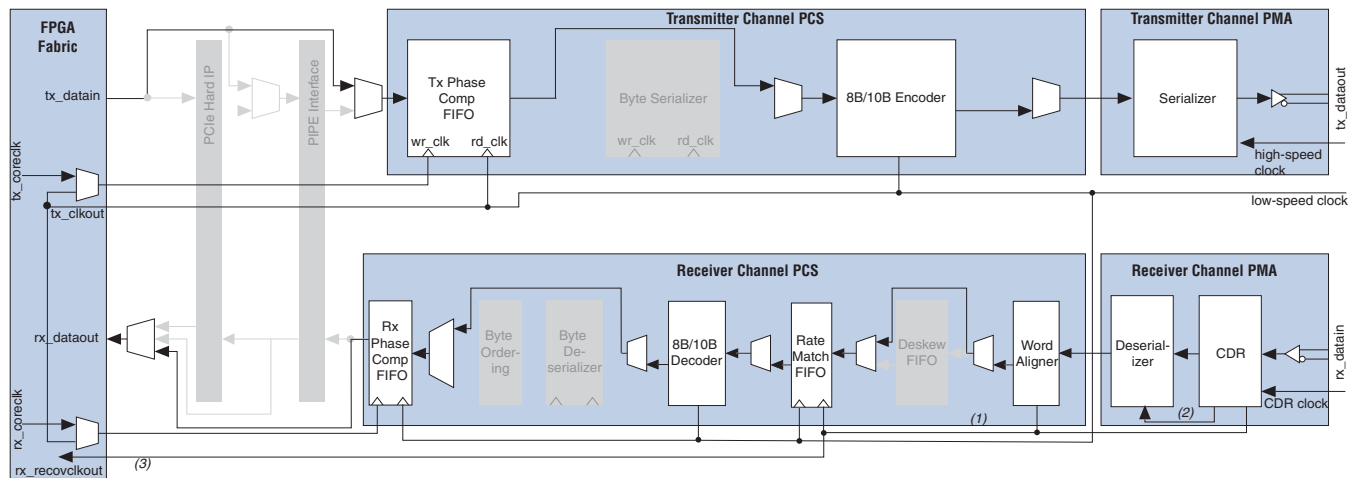 FPGA
Fabric
Transmitter Channel PCS
Transmitter Channel PMA
tx_datain
PCIe Hard IP
PIPE Interface
Tx Phase
Comp
FIFO
wr_clk
rd_clk
Byte Serializer
wr_clk
rd_clk
8B/10B Encoder
Serializer
tx_dataout
high-speed
clock
tx_coreclk
tx_clkout
low-speed clock
Receiver Channel PCS
Receiver Channel PMA
rx_dataout
Rx
Phase
Comp
FIFO
Byte
Order-
ing
Byte
De-
serializer
8B/10B
Decoder
Rate
Match
FIFO
Deskew
FIFO
Word
Aligner
Deserial-
izer
CDR
rx_datain
CDR clock
rx_coreclk
(1)
(2)
rx_recovclkout
(3)